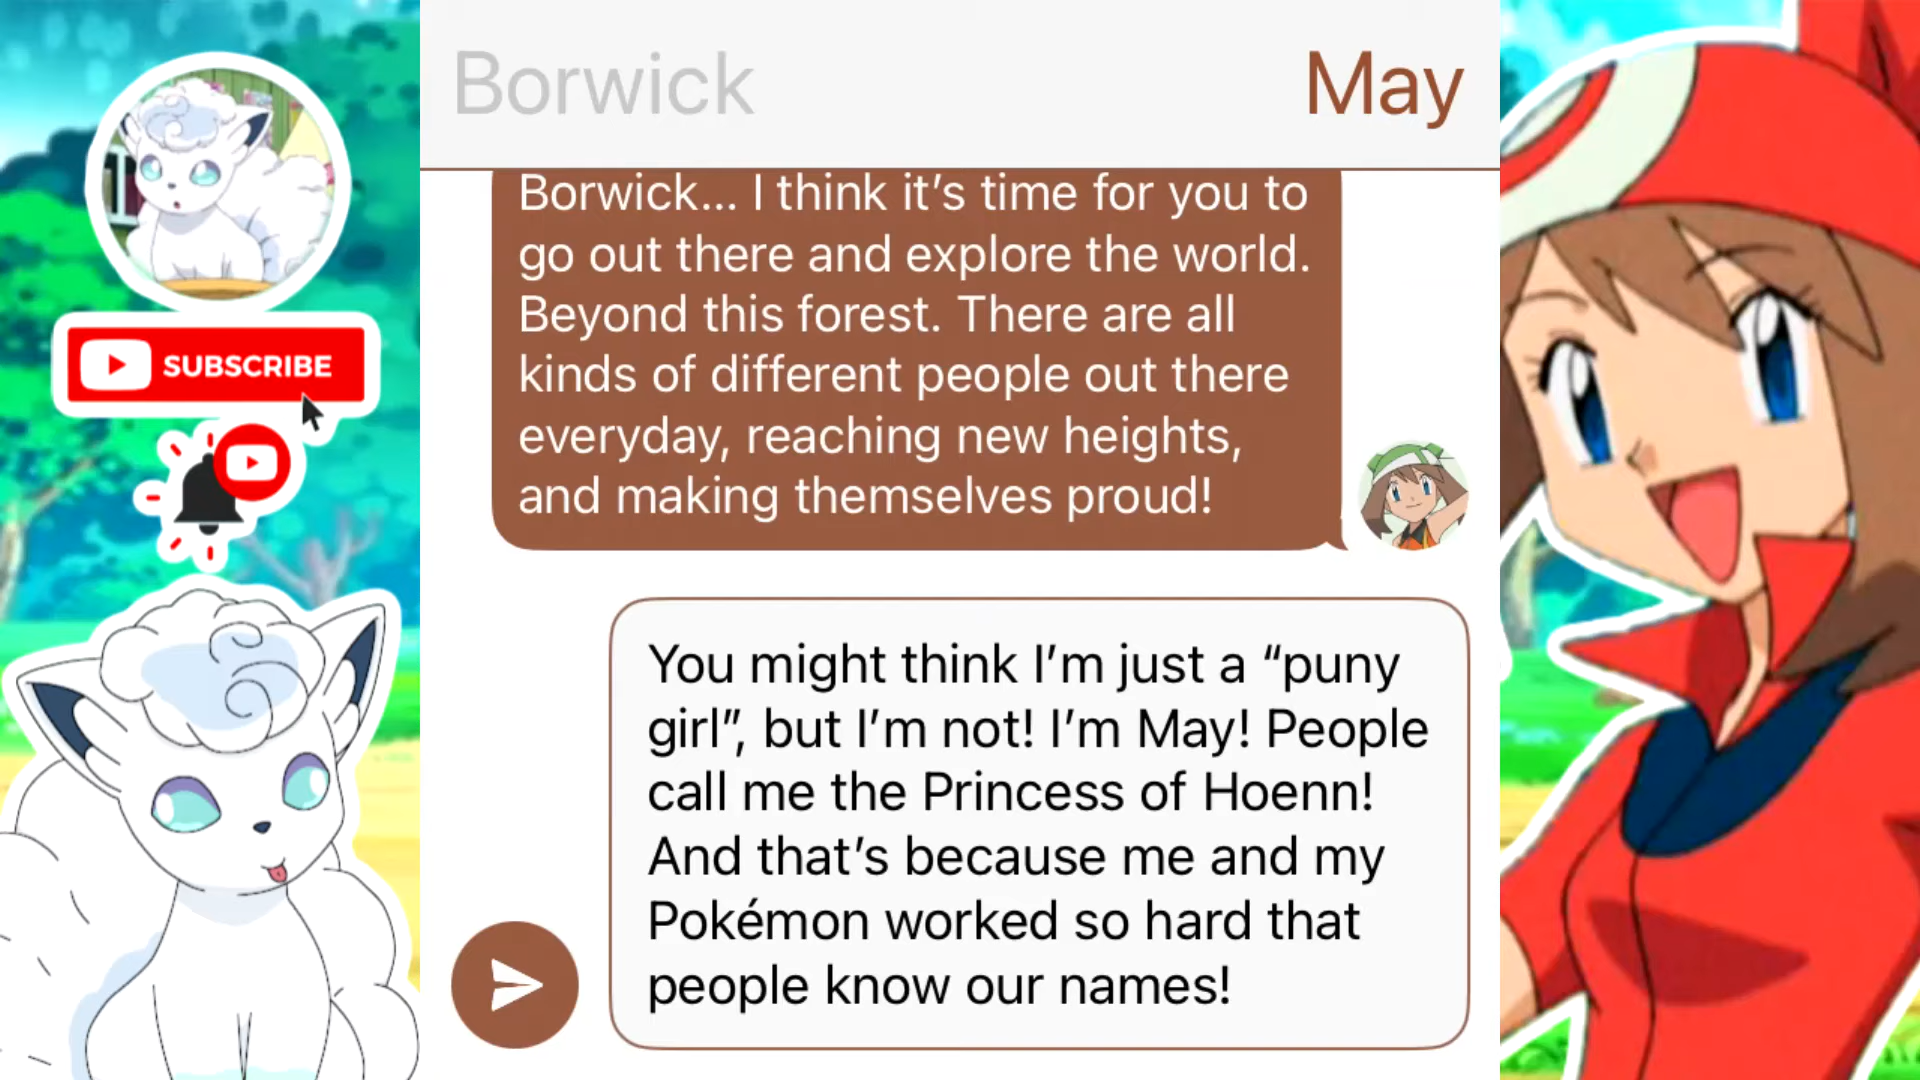 Borwick
May
Borwick... I think it's time for you to
go out there and explore the world.
Beyond this forest. There are all
kinds of different people out there
everyday, reaching new heights,
and making themselves proud!
SUBSCRIBE
You might think I'm just a “puny
girl”, but I'm not! I'm May! People
call me the Princess of Hoenn!
And that's because me and my
Pokémon worked so hard that
people know our names!